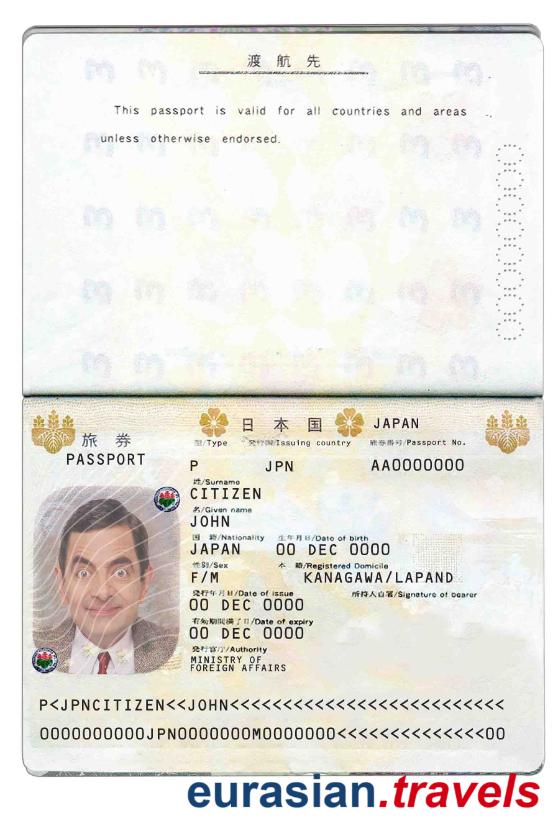 渡航先
This passport is valid for all countries and areas
unless otherwise endorsed.
日本国 JAPAN
旅券
PASSPORT
型/Type 発行国/Issuing country 旅券番号/Passport No.
P JPN AA0000000
姓/Surname
CITIZEN
名/Given name
JOHN
国籍/Nationality 生年月日/Date of birth
JAPAN 00 DEC 0000
性別/Sex 本籍/Registered Domicile
F/M KANAGAWA/LAPAND
発行年月日/Date of issue 所持人自署/Signature of bearer
00 DEC 0000
有効期間満了日/Date of expiry
00 DEC 0000
発行官庁/Authority
MINISTRY OF
FOREIGN AFFAIRS
P<JPNCITIZEN<<JOHN<<<<<<<<<<<<<<<<<<<<<<<<<<
0000000000JPN0000000M0000000<<<<<<<<<<<<<<00
eurasian.travels